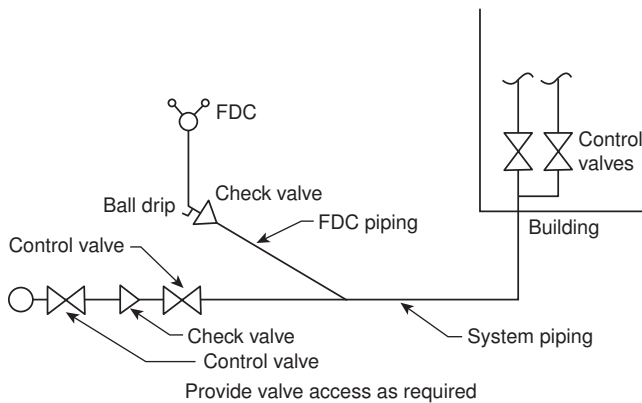 FDC
Control
valves
Check valve
Ball drip
FDC piping
Building
Control valve
System piping
Check valve
Control valve
Provide valve access as required